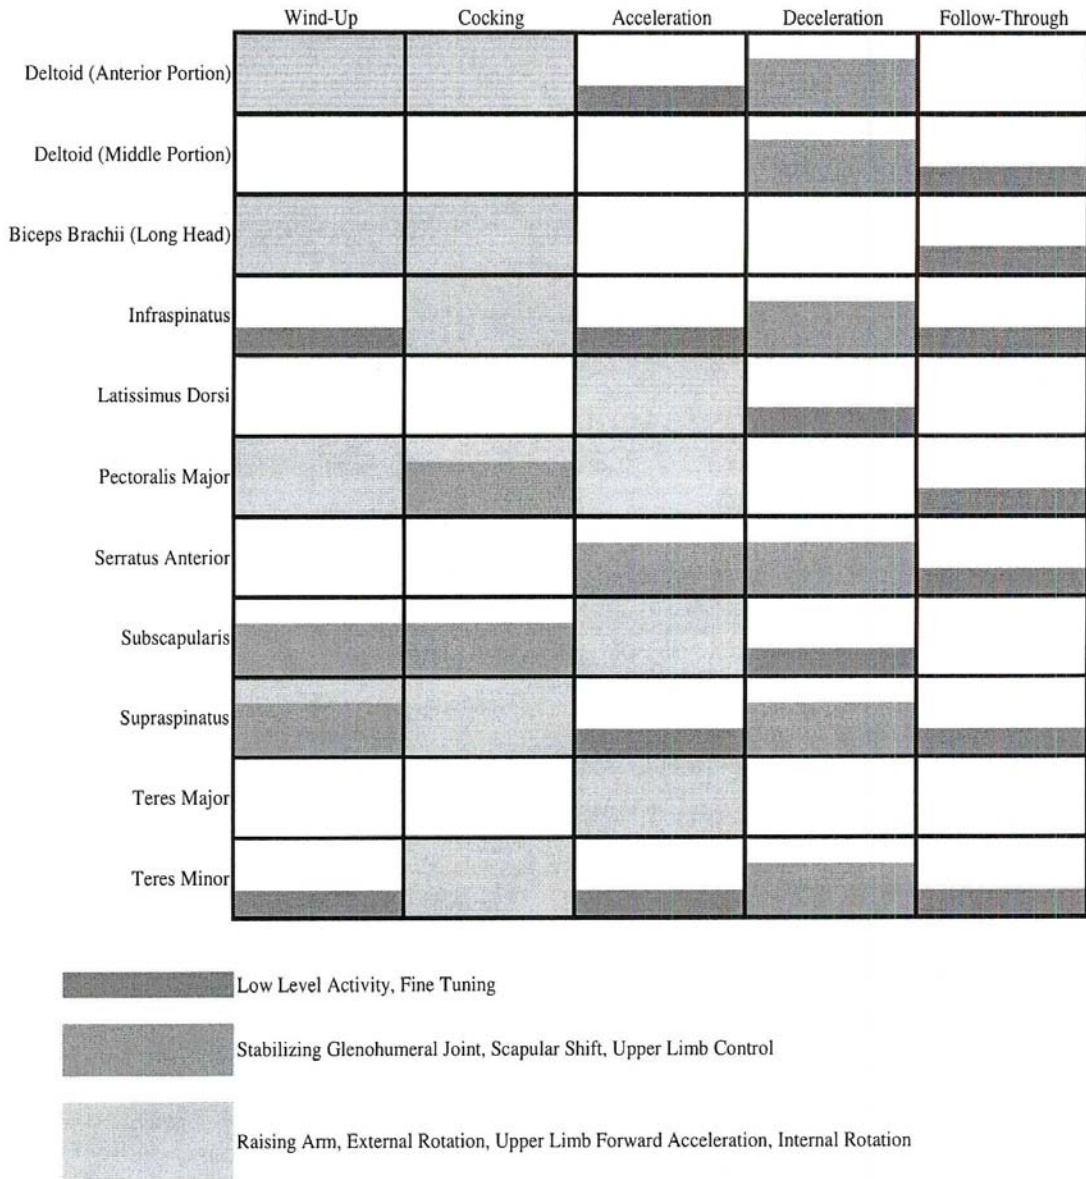 Wind-Up Cocking Acceleration Deceleration Follow-Through
Deltoid (Anterior Portion)
Deltoid (Middle Portion)
Biceps Brachii (Long Head)
Infraspinatus
Latissimus Dorsi
Pectoralis Major
Serratus Anterior
Subscapularis
Supraspinatus
Teres Major
Teres Minor
Low Level Activity, Fine Tuning
Stabilizing Glenohumeral Joint, Scapular Shift, Upper Limb Control
Raising Arm, External Rotation, Upper Limb Forward Acceleration, Internal Rotation